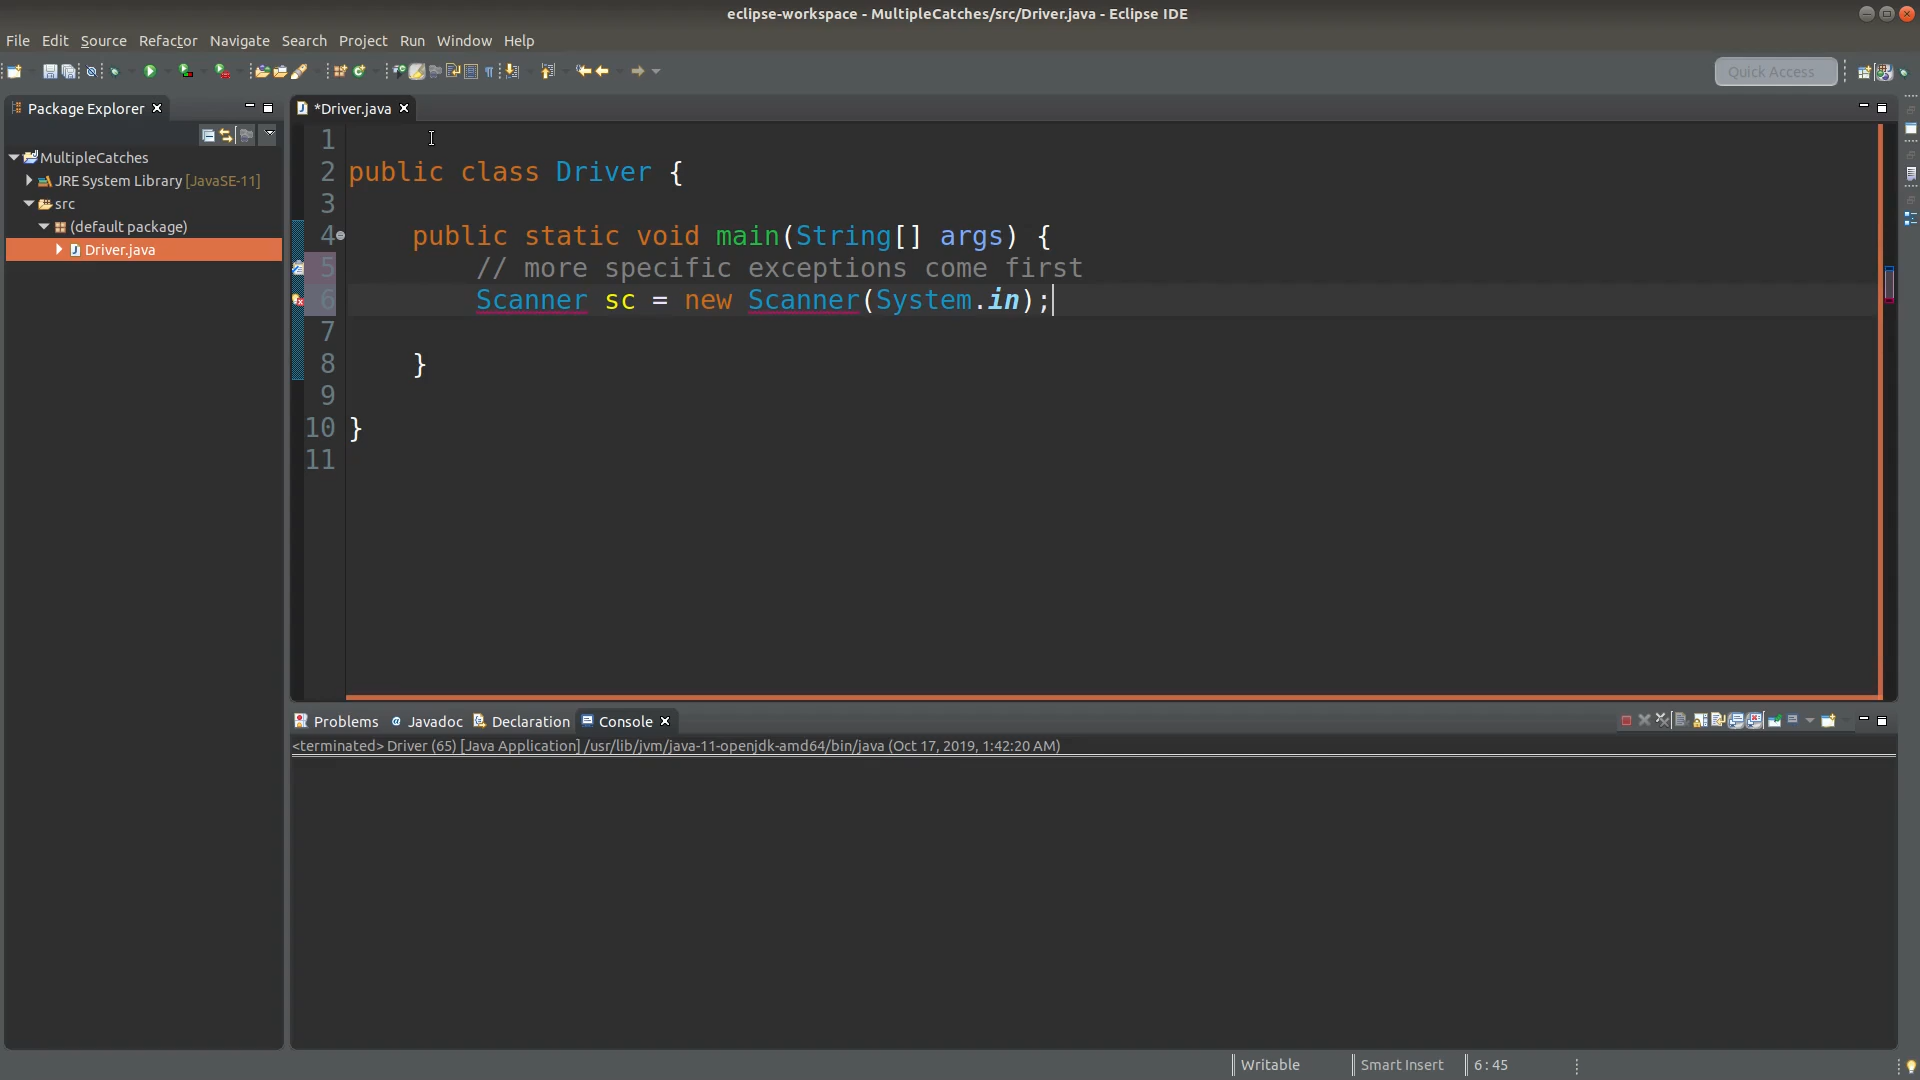 eclipse-workspace - MultipleCatches/src/Driver.java - Eclipse IDE
File Edit Source Refactor Navigate Search Project Run Window Help
Quick Access
Package Explorer
*Driver.java
MultipleCatches
JRE System Library [JavaSE-11]
src
(default package)
Driver.java
1
2 public class Driver {
3
4 public static void main(String[] args) {
5 // more specific exceptions come first
6 Scanner sc = new Scanner(System.in);
7
8 }
9
10 }
11
Problems Javadoc Declaration Console
<terminated> Driver (65) [Java Application] /usr/lib/jvm/java-11-openjdk-amd64/bin/java (Oct 17, 2019, 1:42:20 AM)
Writable Smart Insert 6 : 45